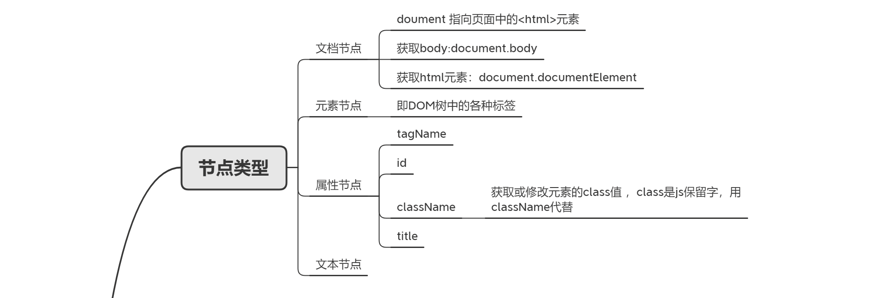 doument 指向页面中的<html>元素
文档节点
获取body:document.body
获取html元素：document.documentElement
元素节点
即DOM树中的各种标签
节点类型
属性节点
tagName
id
className
获取或修改元素的class值 ，class是js保留字，用
className代替
title
文本节点